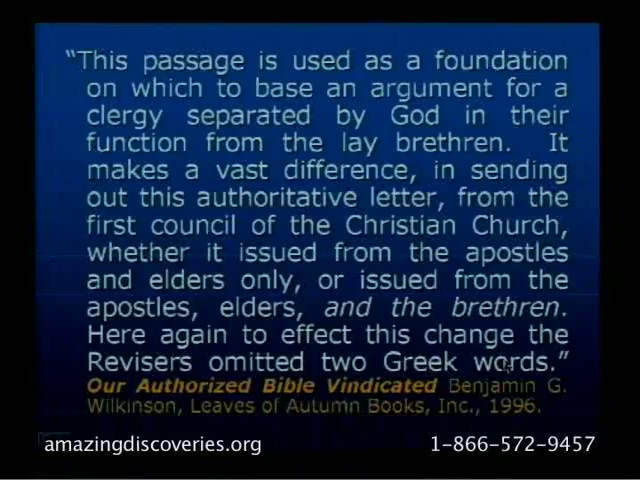 “This passage is used as a foundation
on which to base an argument for a
clergy separated by God in their
function from the lay brethren. It
makes a vast difference, in sending
out this authoritative letter, from the
first council of the Christian Church,
whether it issued from the apostles
and elders only, or issued from the
apostles, elders, and the brethren.
Here again to effect this change the
Revisers omitted two Greek words.”
Our Authorized Bible Vindicated Benjamin G.
Wilkinson, Leaves of Autumn Books, Inc., 1996.
amazingdiscoveries.org 1-866-572-9457